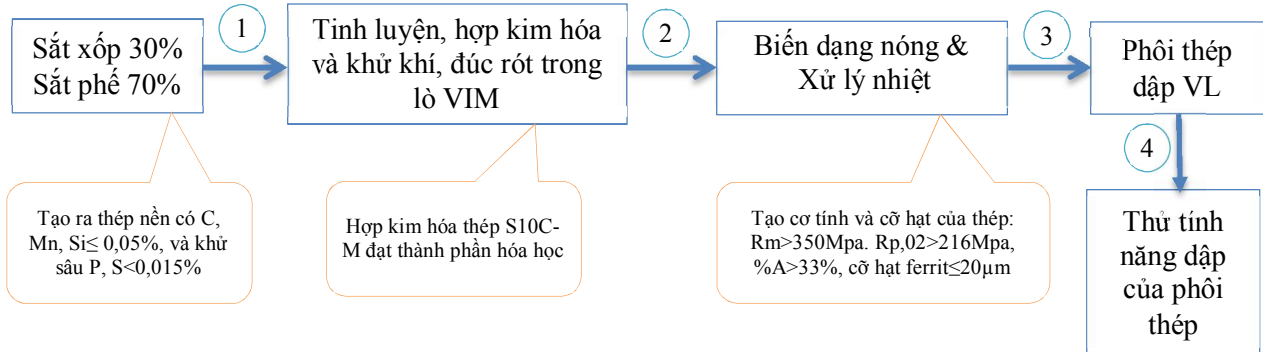 Sắt xốp 30%
Sắt phế 70%
1
Tinh luyện, hợp kim hóa
và khử khí, đúc rót trong
lò VIM
2
Biến dạng nóng &
Xử lý nhiệt
3
Phôi thép
dập VL
4
Tạo ra thép nền có C,
Mn, Si≤ 0,05%, và khử
sâu P, S<0,015%
Hợp kim hóa thép S10C-
M đạt thành phần hóa học
Tạo cơ tính và cỡ hạt của thép:
Rm>350Mpa. Rp,02>216Mpa,
%A>33%, cỡ hạt ferrit≤20µm
Thử tính
năng dập
của phôi
thép